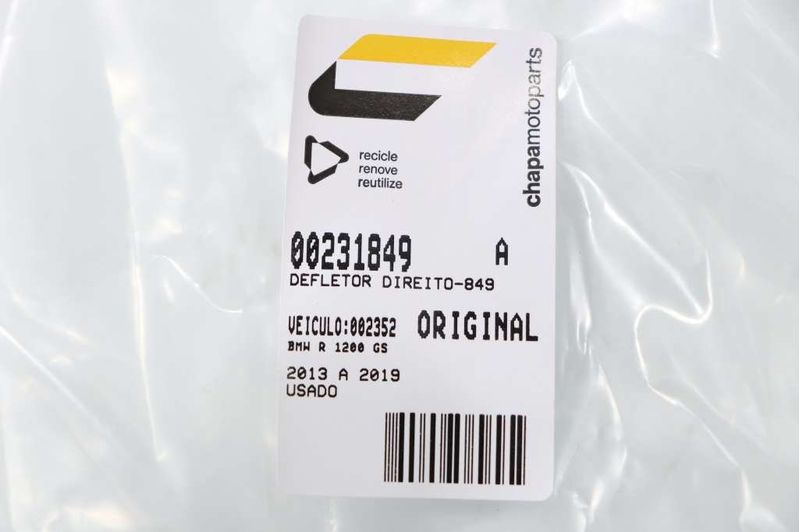 chapamotoparts
recicle
renove
reutilize
00231849 A
DEFLETOR DIREITO-849
VEICULO:002352 ORIGINAL
BMW R 1200 GS
2013 A 2019
USADO